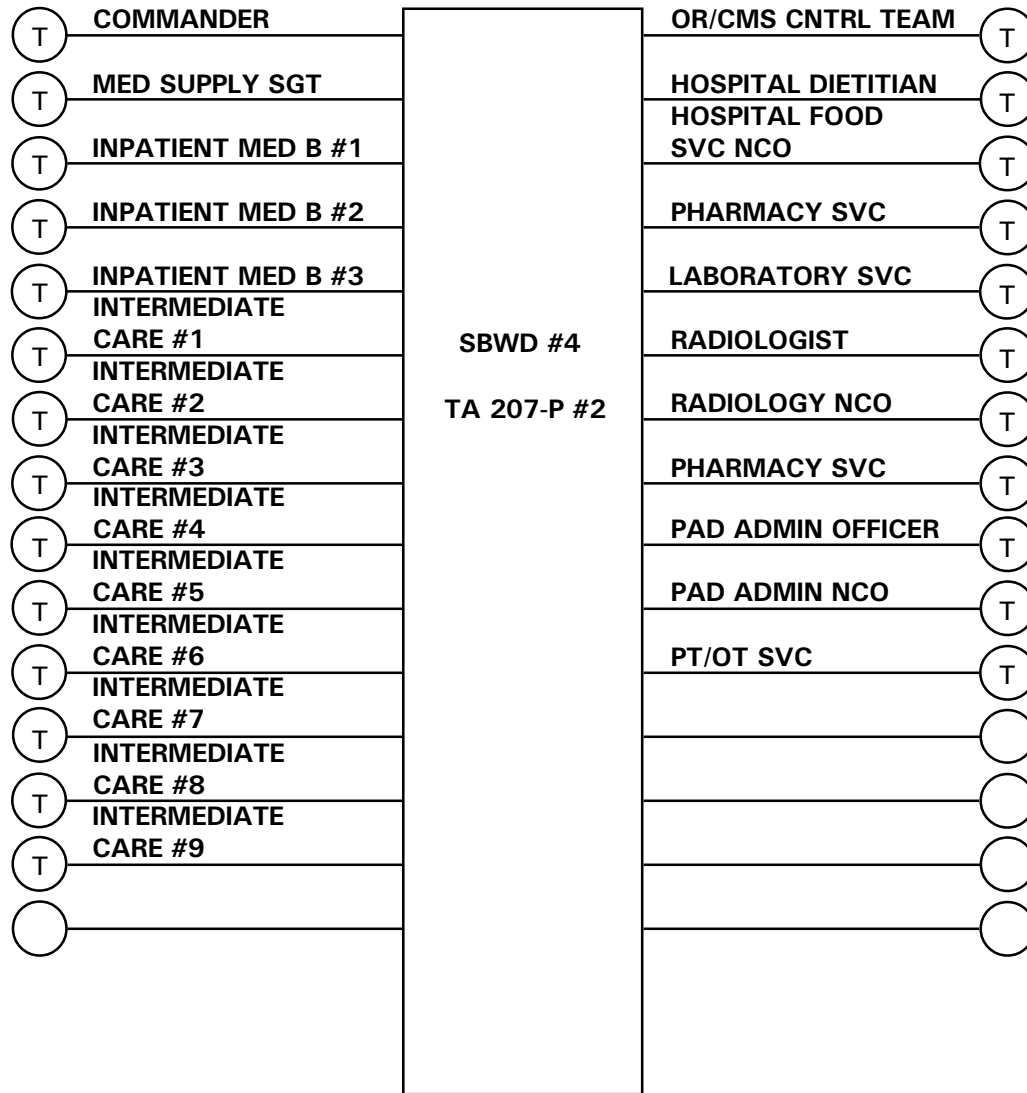 T
COMMANDER
T
MED SUPPLY SGT
T
INPATIENT MED B #1
T
INPATIENT MED B #2
T
INPATIENT MED B #3
T
INTERMEDIATE
CARE #1
T
INTERMEDIATE
CARE #2
T
INTERMEDIATE
CARE #3
T
INTERMEDIATE
CARE #4
T
INTERMEDIATE
CARE #5
T
INTERMEDIATE
CARE #6
T
INTERMEDIATE
CARE #7
T
INTERMEDIATE
CARE #8
T
INTERMEDIATE
CARE #9
T
SBWD #4
TA 207-P #2
OR/CMS CNTRL TEAM
T
HOSPITAL DIETITIAN
T
HOSPITAL FOOD
SVC NCO
T
PHARMACY SVC
T
LABORATORY SVC
T
RADIOLOGIST
T
RADIOLOGY NCO
T
PHARMACY SVC
T
PAD ADMIN OFFICER
T
PAD ADMIN NCO
T
PT/OT SVC
T